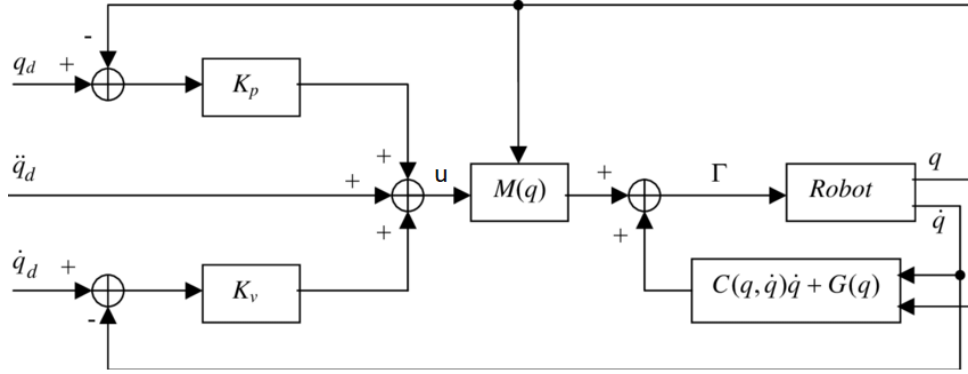 -
q_d +
K_p
q̈_d
+
+
u
M(q)
+
Γ
Robot
q
q̇
+
+
q̇_d +
-
K_v
C(q, q̇)q̇ + G(q)